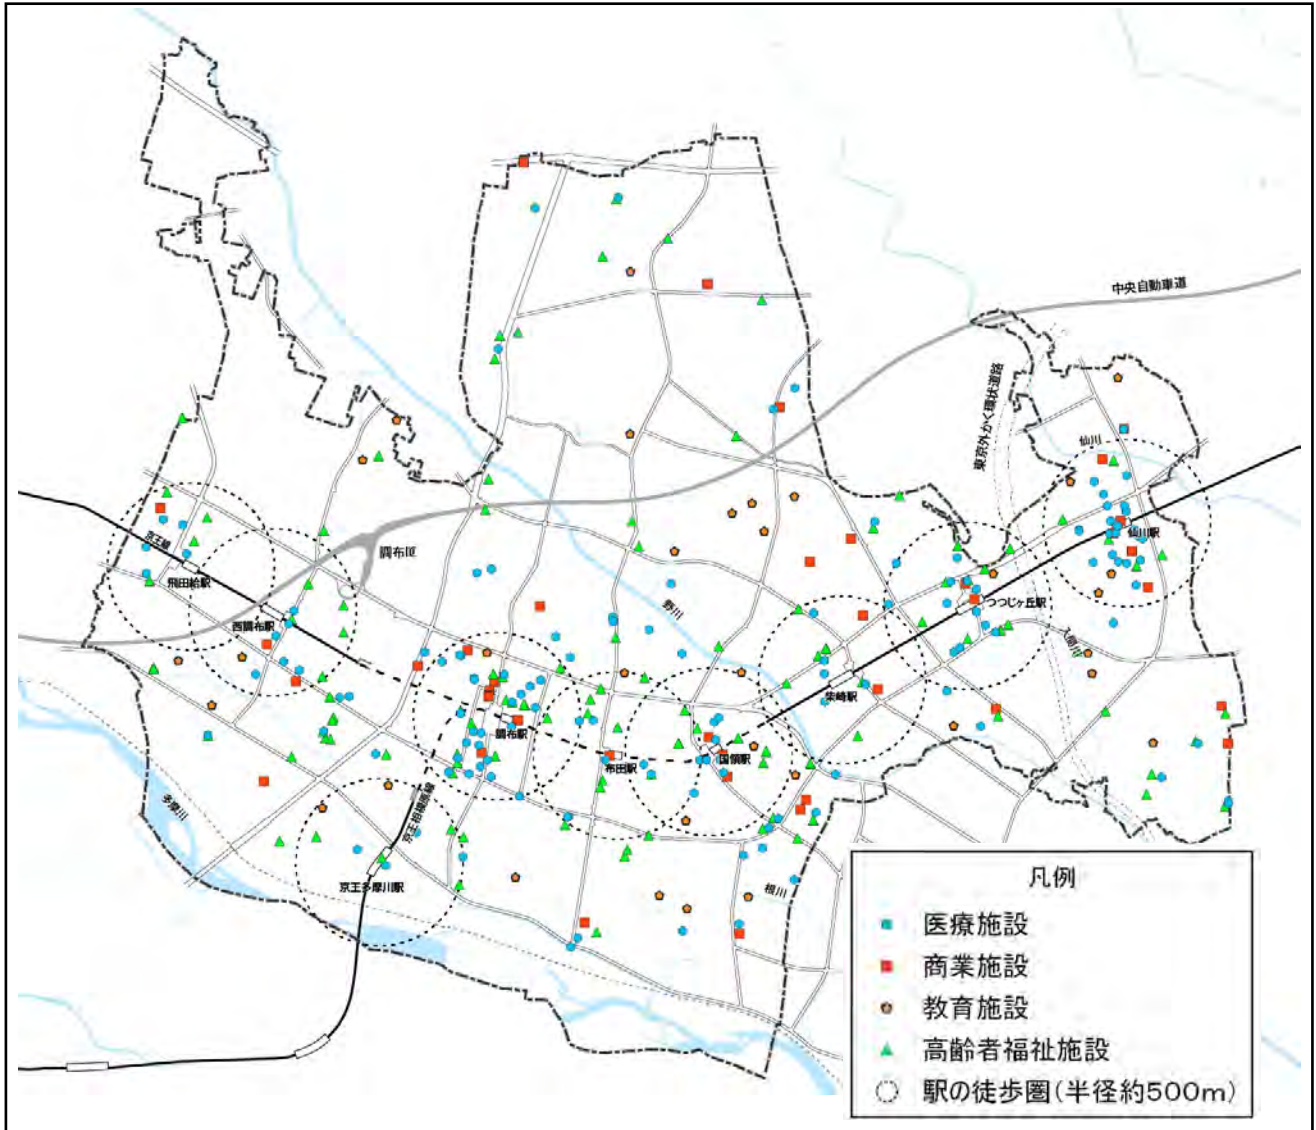 中央自動車道
東京外かく環状道路
仙川
仙川駅
京王線
飛田給駅
調布IC
西調布駅
野川
つつじヶ丘駅
入間川
柴崎駅
調布駅
布田駅
国領駅
多摩川
京王相模原線
京王多摩川駅
根川
凡例
医療施設
商業施設
教育施設
高齢者福祉施設
駅の徒歩圏(半径約500m)